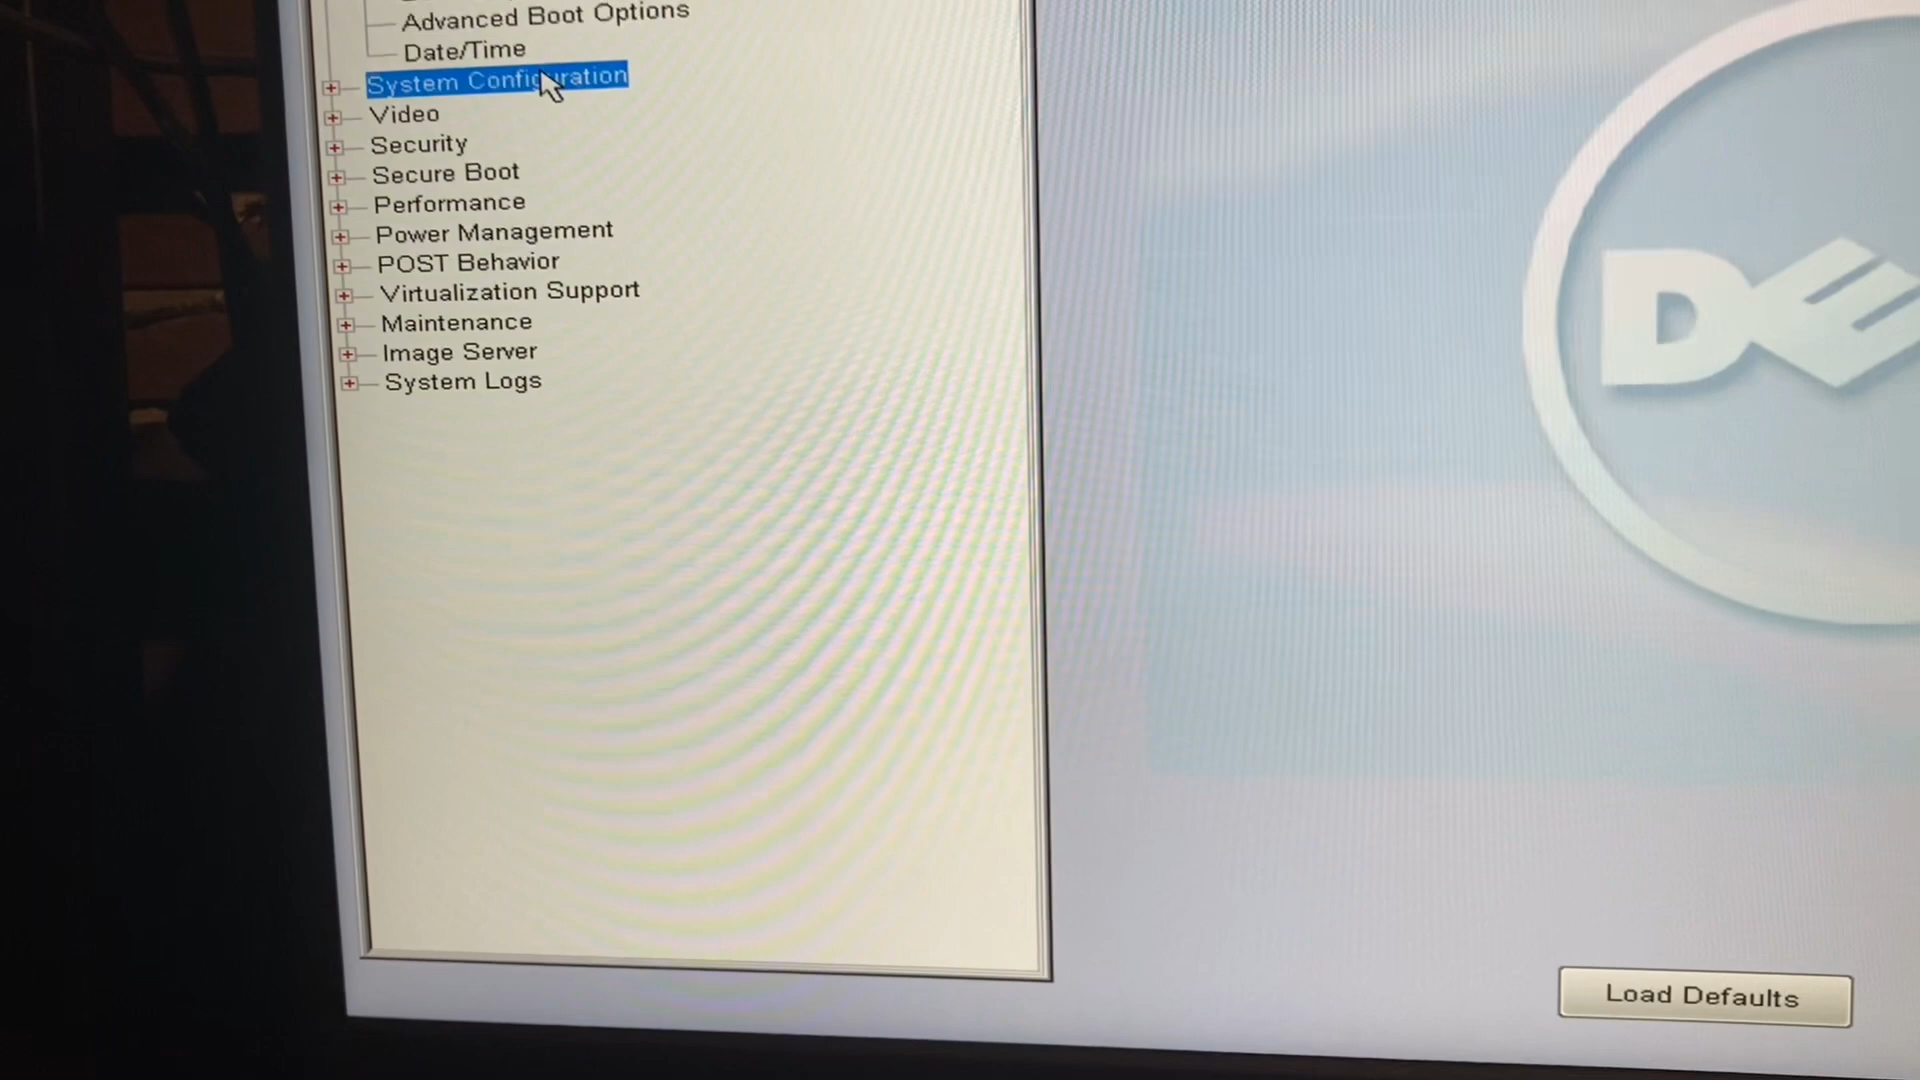 Advanced Boot Options
Date/Time
System Configuration
Video
Security
Secure Boot
Performance
Power Management
POST Behavior
Virtualization Support
Maintenance
Image Server
System Logs
DE
Load Defaults